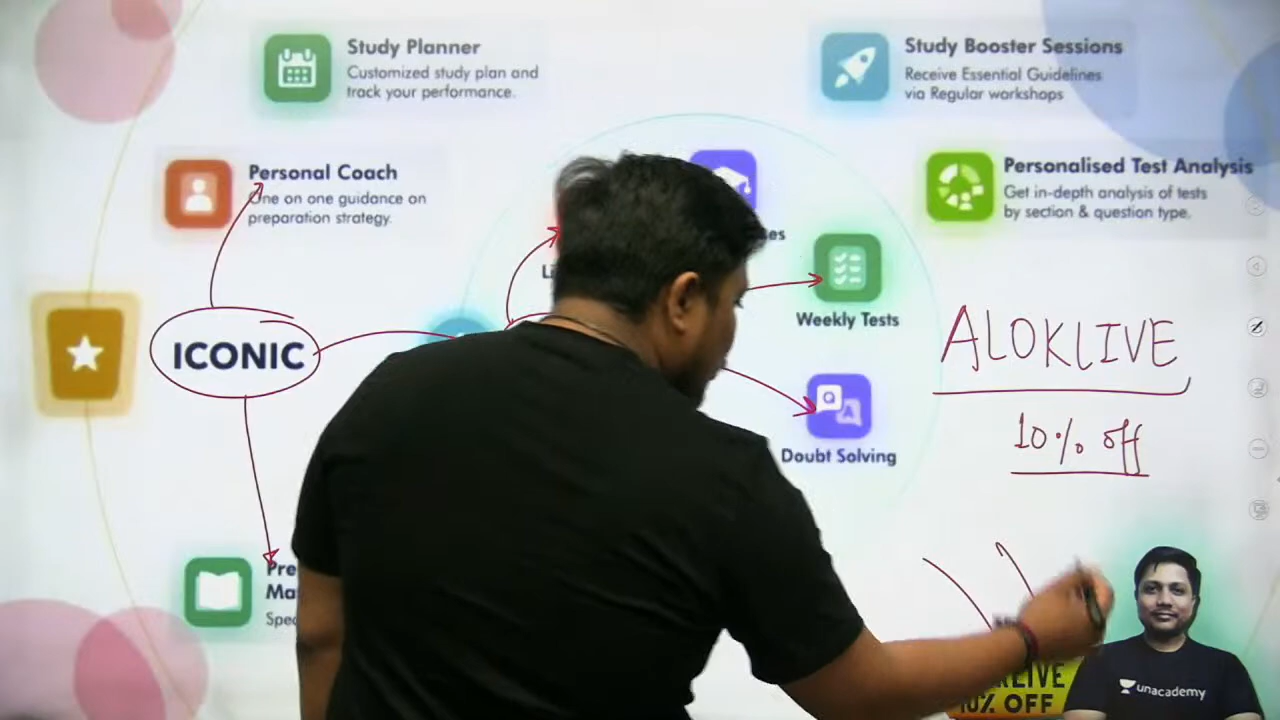 Study Planner
Customized study plan and
track your performance.
Study Booster Sessions
Receive Essential Guidelines
via Regular workshops
Personal Coach
One on one guidance on
preparation strategy.
Personalised Test Analysis
Get in-depth analysis of tests
by section & question type.
Weekly Tests
ICONIC
ALOKLIVE
10% off
Q
A
Doubt Solving
10% OFF
unacademy